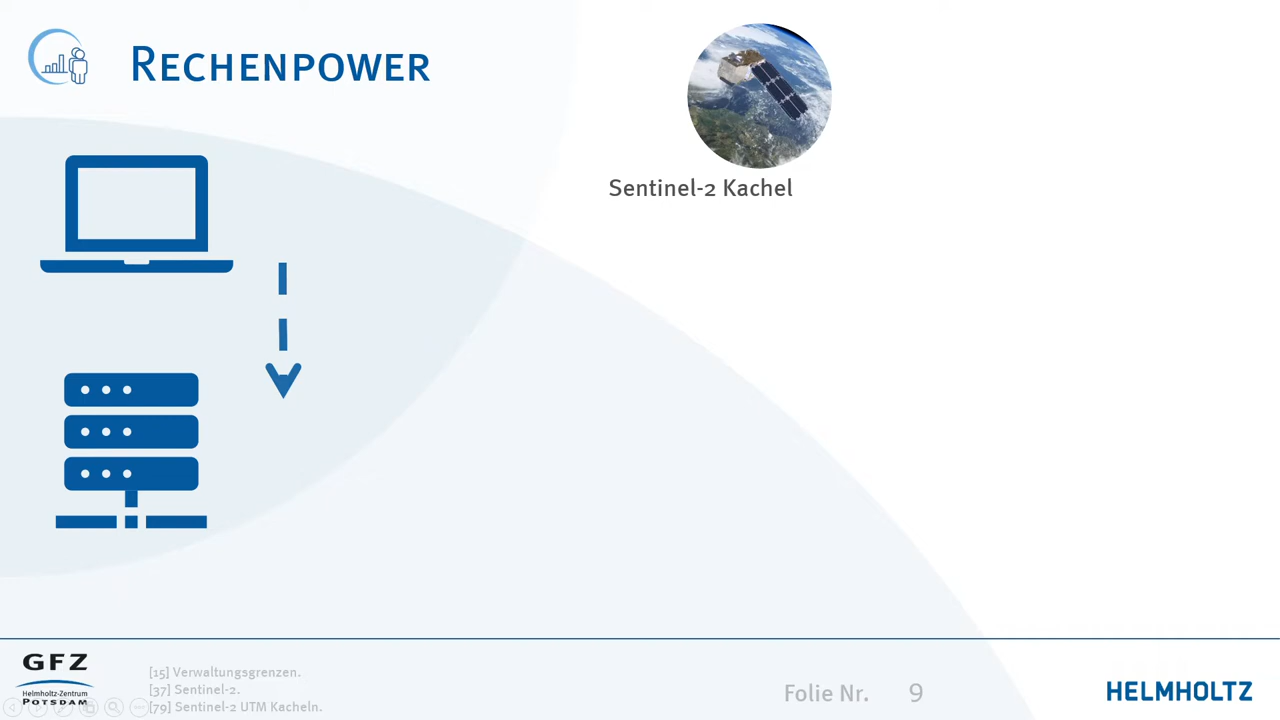 Rechenpower
Sentinel-2 Kachel
GFZ
Helmholtz-Zentrum
POTSDAM
[15] Verwaltungsgrenzen.
[37] Sentinel-2.
[79] Sentinel-2 UTM Kacheln.
Folie Nr. 9
HELMHOLTZ